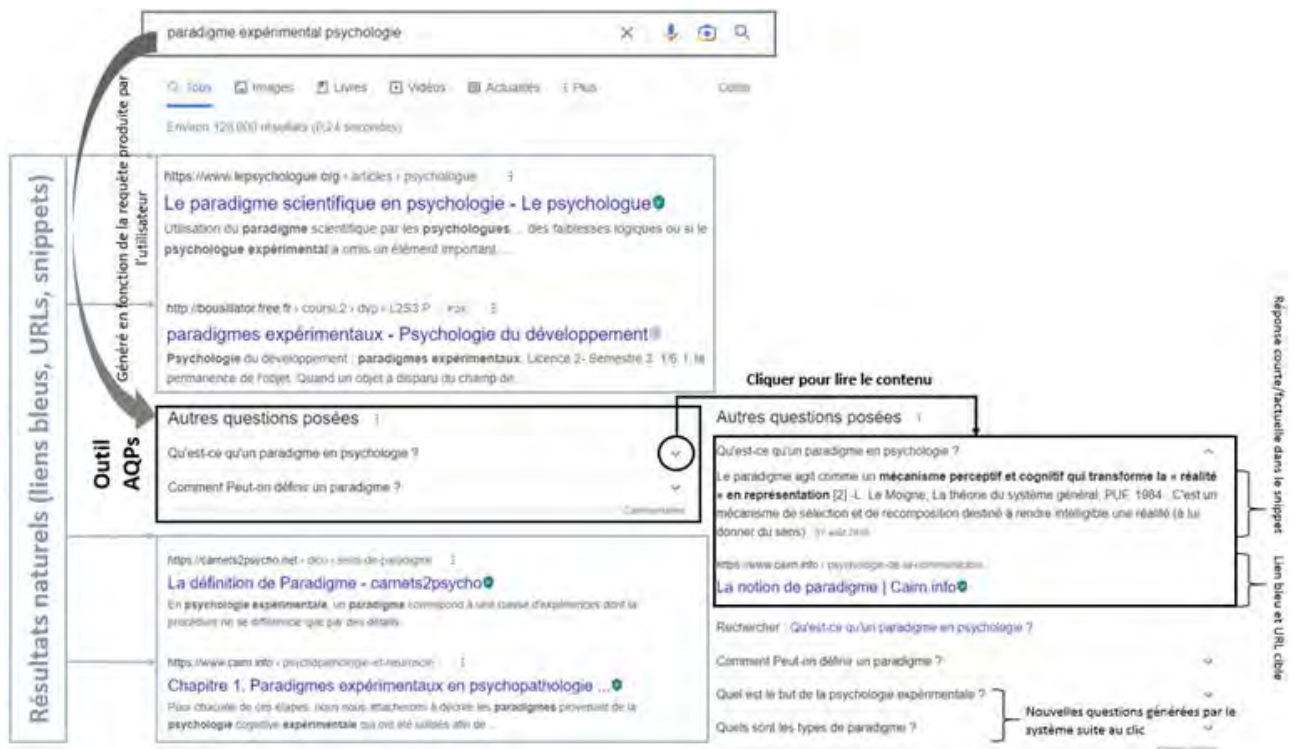 paradigme expérimental psychologie
Tous Images Livres Vidéos Actualités Plus
Environ 128 000 résultats (0,24 secondes)
Résultats naturels (liens bleus, URLs, snippets)
Généré en fonction de la requête produite par
l'utilisateur
https://www.lepsychologue.org › articles › psychologue
Le paradigme scientifique en psychologie - Le psychologue
Utilisation du paradigme scientifique par les psychologues ... des faiblesses logiques ou si le
psychologue expérimental a omis un élément important. ...
http://bousillator.free.fr › coursl.2 › dvp › L2S3 P
paradigmes expérimentaux - Psychologie du développement
Psychologie du développement : paradigmes expérimentaux. Licence 2- Semestre 3. 1/6. 1. la
permanence de l'objet. Quand un objet a disparu du champ de ...
Outil
AQPs
Autres questions posées
Qu'est-ce qu'un paradigme en psychologie ?
Comment Peut-on définir un paradigme ?
Commentaires
https://carnets2psycho.net › dico › sens-de-paradigme
La définition de Paradigme - carnets2psycho
En psychologie expérimentale, un paradigme correspond à une classe d'expériences dont la
procédure ne se différencie que par des détails.
https://www.cairn.info › psychopathologie-et-neurosci
Chapitre 1. Paradigmes expérimentaux en psychopathologie ...
Pour chacune de ces étapes, nous nous attacherons à décrire les paradigmes provenant de la
psychologie cognitive expérimentale qui ont été utilisés afin de ...
Cliquer pour lire le contenu
Autres questions posées
Qu'est-ce qu'un paradigme en psychologie ?
Le paradigme agit comme un mécanisme perceptif et cognitif qui transforme la « réalité
» en représentation [2] -L. Le Moigne, La théorie du système général, PUF, 1984.. C'est un
mécanisme de sélection et de recomposition destiné à rendre intelligible une réalité (à lui
donner du sens).
https://www.cairn.info › psychologie-de-la-communicatio
La notion de paradigme | Cairn.info
Rechercher : Qu'est-ce qu'un paradigme en psychologie ?
Comment Peut-on définir un paradigme ?
Quel est le but de la psychologie expérimentale ?
Quels sont les types de paradigme ?
Nouvelles questions générées par le
système suite au clic
Réponse courte/factuelle dans le snippet
Lien bleu et URL cible